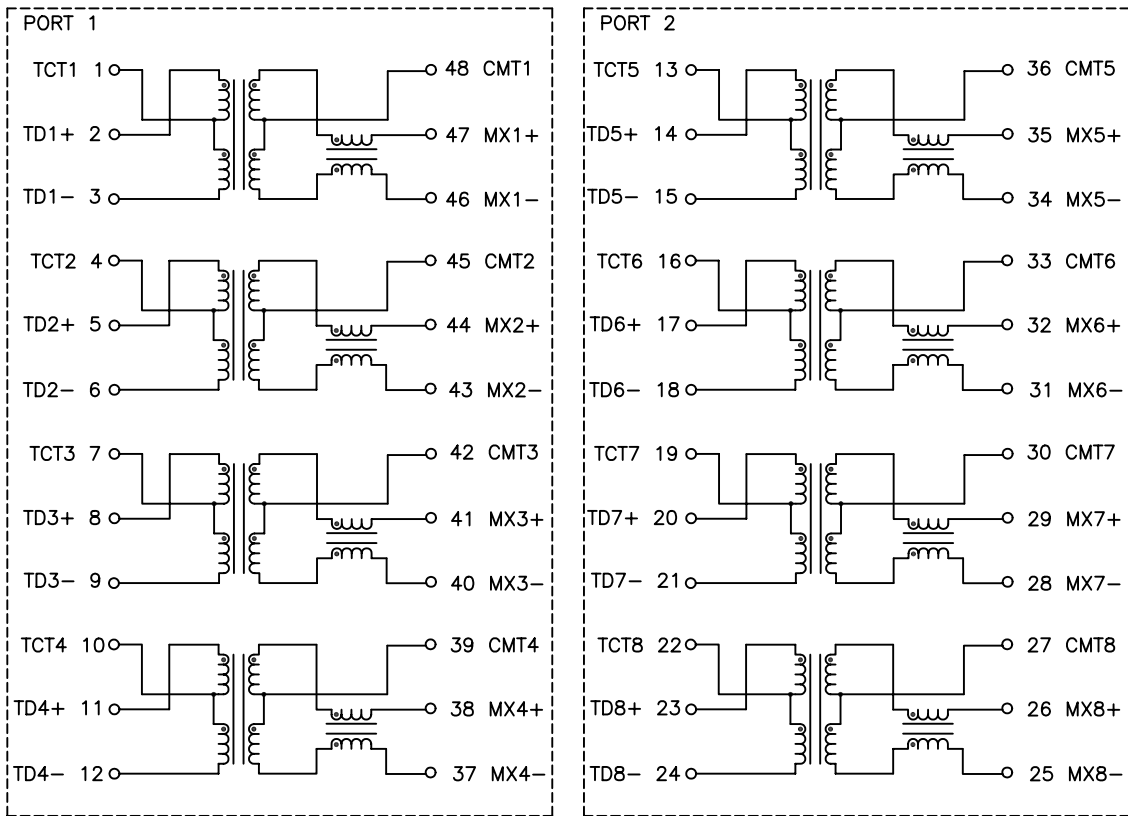 PORT 1
TCT1 1 48 CMT1
TD1+ 2 47 MX1+
TD1- 3 46 MX1-
TCT2 4 45 CMT2
TD2+ 5 44 MX2+
TD2- 6 43 MX2-
TCT3 7 42 CMT3
TD3+ 8 41 MX3+
TD3- 9 40 MX3-
TCT4 10 39 CMT4
TD4+ 11 38 MX4+
TD4- 12 37 MX4-
PORT 2
TCT5 13 36 CMT5
TD5+ 14 35 MX5+
TD5- 15 34 MX5-
TCT6 16 33 CMT6
TD6+ 17 32 MX6+
TD6- 18 31 MX6-
TCT7 19 30 CMT7
TD7+ 20 29 MX7+
TD7- 21 28 MX7-
TCT8 22 27 CMT8
TD8+ 23 26 MX8+
TD8- 24 25 MX8-